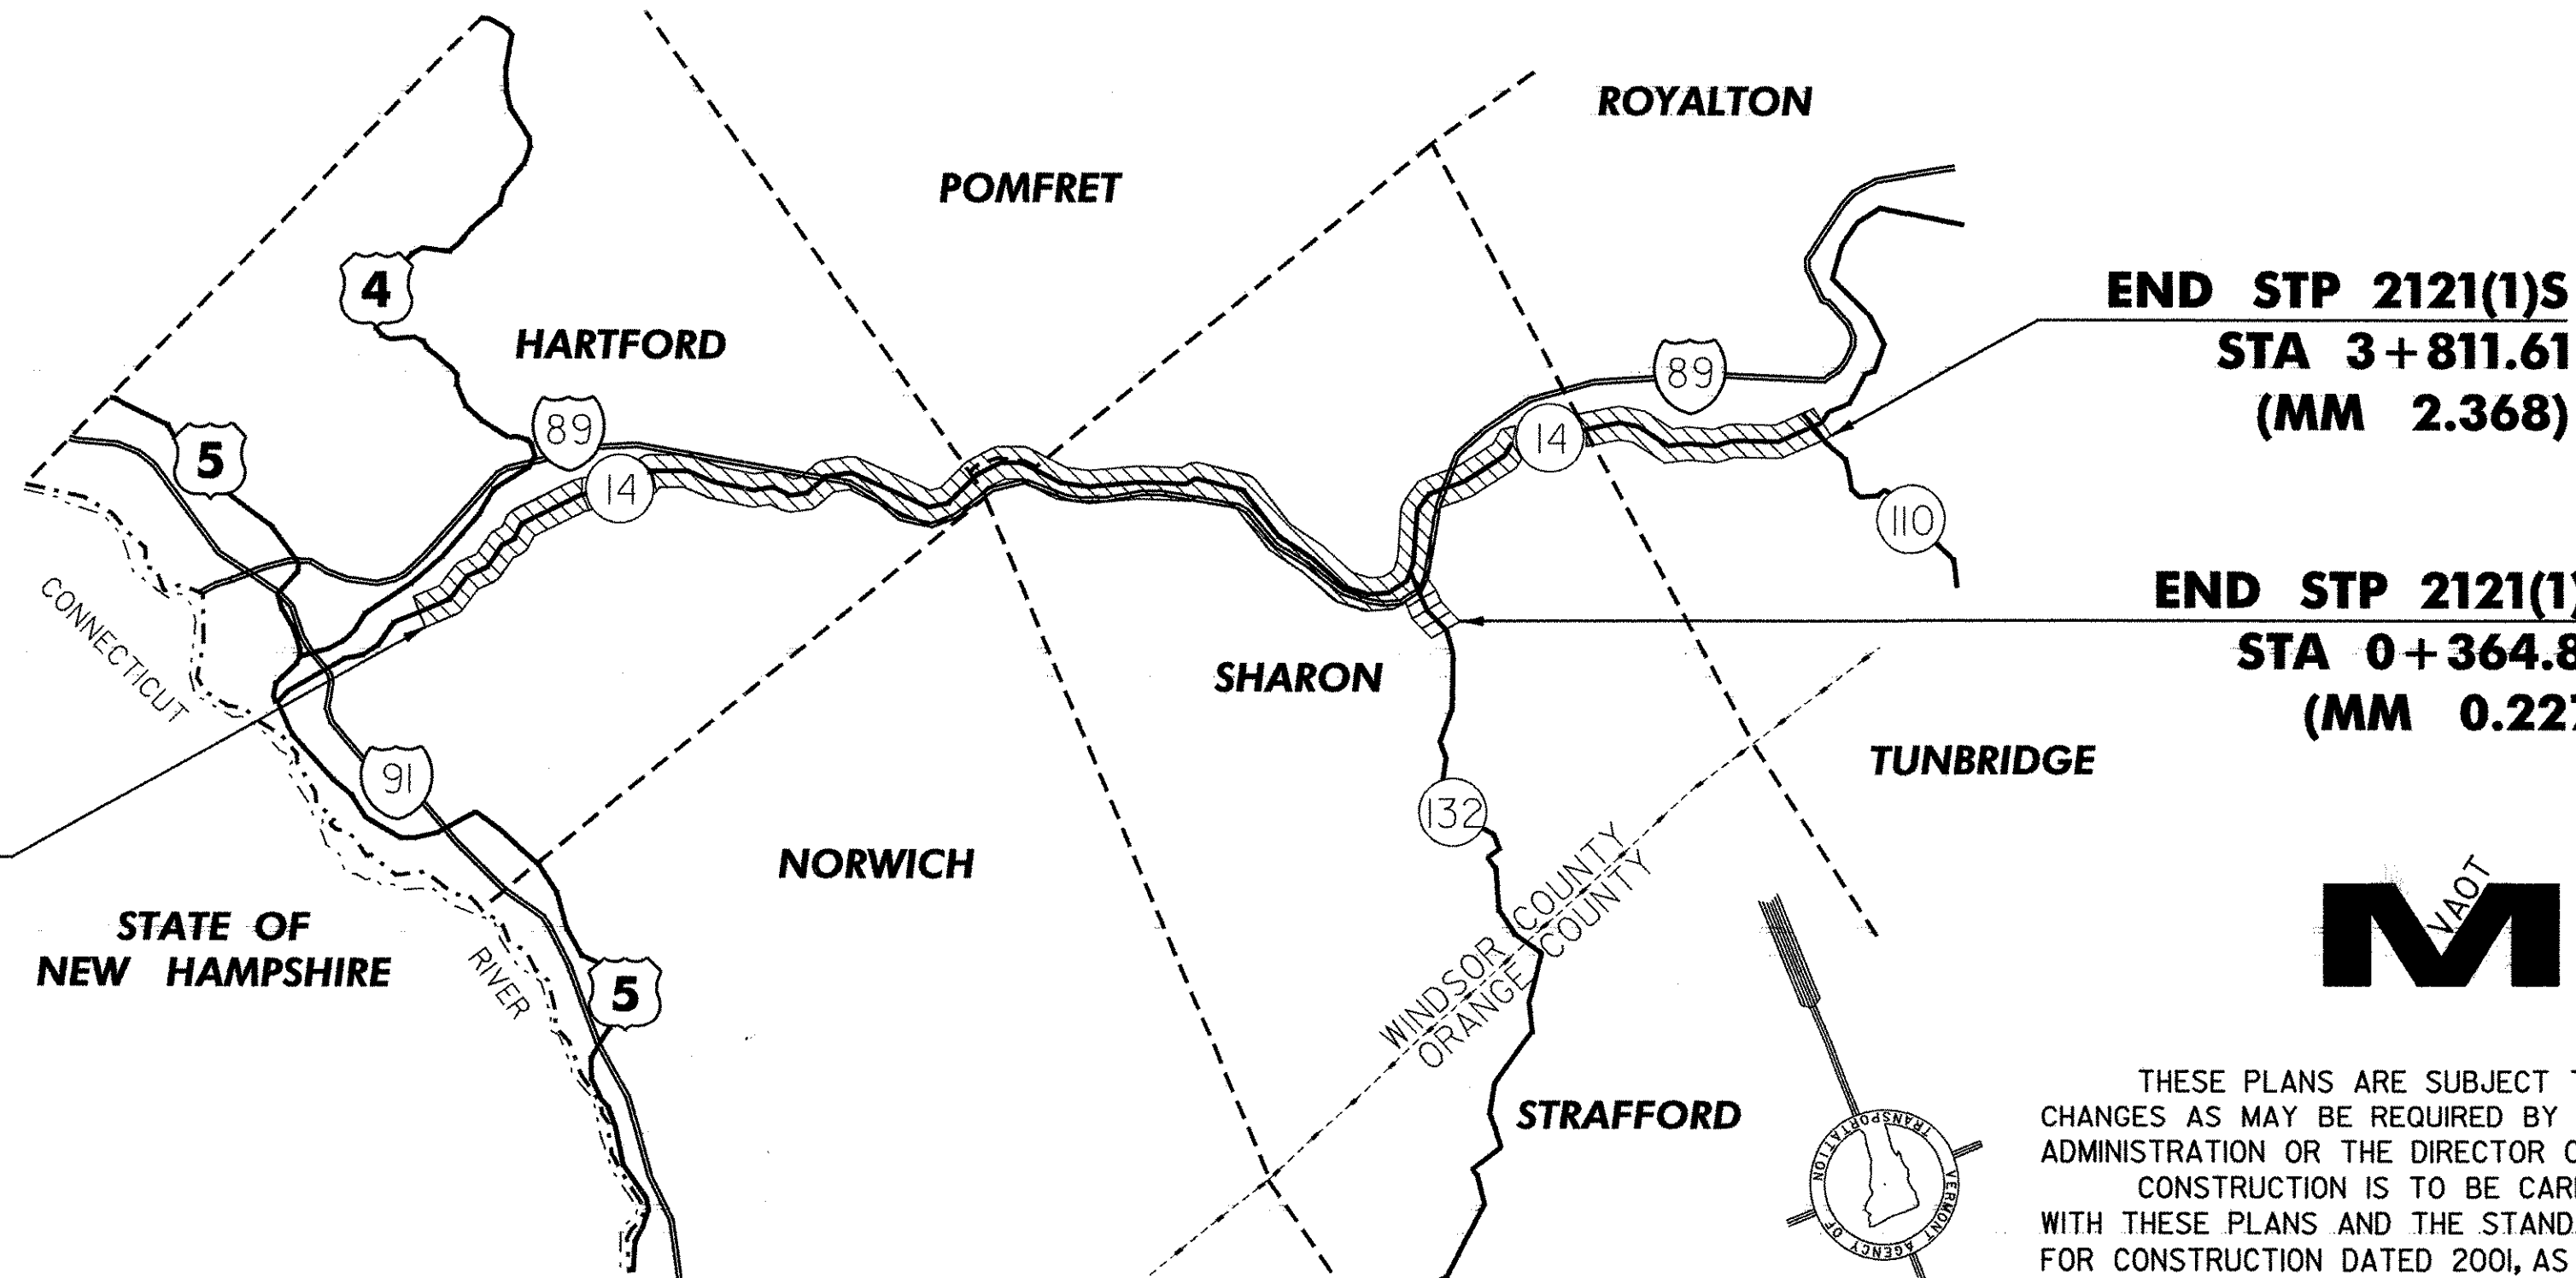 ROYALTON
POMFRET
4
HARTFORD
END STP 2121(1)S
STA 3+811.61
(MM 2.368)
89
89
14
5
14
110
CONNECTICUT
END STP 2121(1)
STA 0+364.8
(MM 0.227
SHARON
91
TUNBRIDGE
132
NORWICH
WINDSOR COUNTY
ORANGE COUNTY
VAOT
M
STATE OF
NEW HAMPSHIRE
RIVER
5
STRAFFORD
VERMONT AGENCY OF TRANSPORTATION
THESE PLANS ARE SUBJECT
CHANGES AS MAY BE REQUIRED BY
ADMINISTRATION OR THE DIRECTOR
CONSTRUCTION IS TO BE
WITH THESE PLANS AND THE
FOR CONSTRUCTION DATED 2001, AS